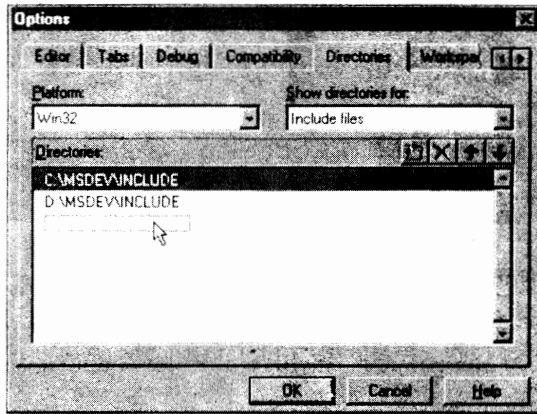 Options
Editor Tabs Debug Compatibility Directories Workspac
Platform: Show directories for:
Win32 Include files
Directories:
C:\MSDEV\INCLUDE
D:\MSDEV\INCLUDE
OK Cancel Help